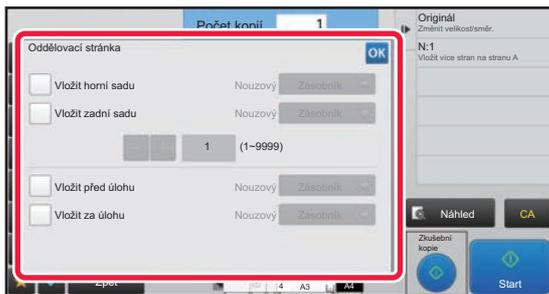 Počet kopií 1
Oddělovací stránka OK
Vložit horní sadu Nouzový Zásobník
Vložit zadní sadu Nouzový Zásobník
1 (1~9999)
Vložit před úlohu Nouzový Zásobník
Vložit za úlohu Nouzový Zásobník
Zpět
4 A3 A4
Originál
Změnit velikost/směr.
N:1
Vložit více stran na stranu A
Náhled CA
Zkušební
kopie
Start